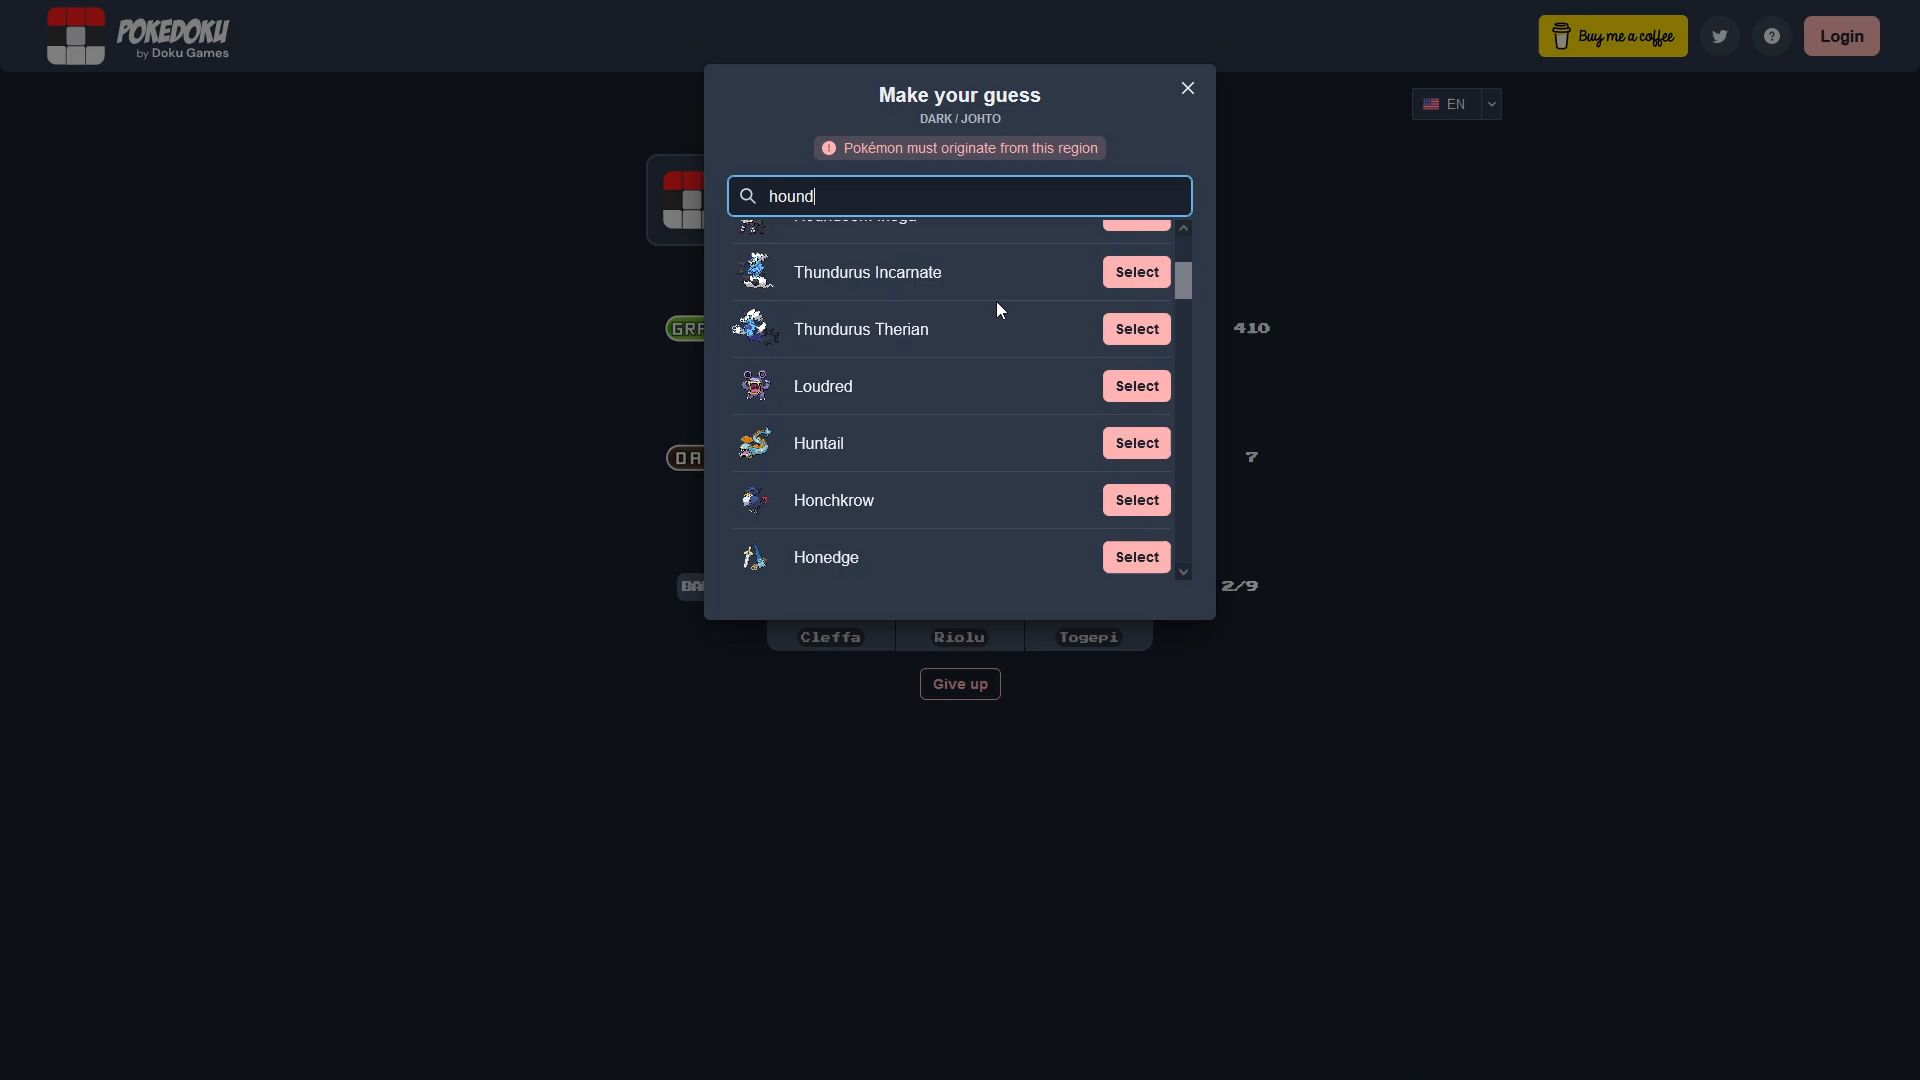 POKEDOKU
by Doku Games
Buy me a coffee
Login
EN
Make your guess
DARK / JOHTO
Pokémon must originate from this region
hound
Thundurus Incarnate Select
Thundurus Therian Select
Loudred Select
Huntail Select
Honchkrow Select
Honedge Select
410
7
2/9
Cleffa Riolu Togepi
Give up